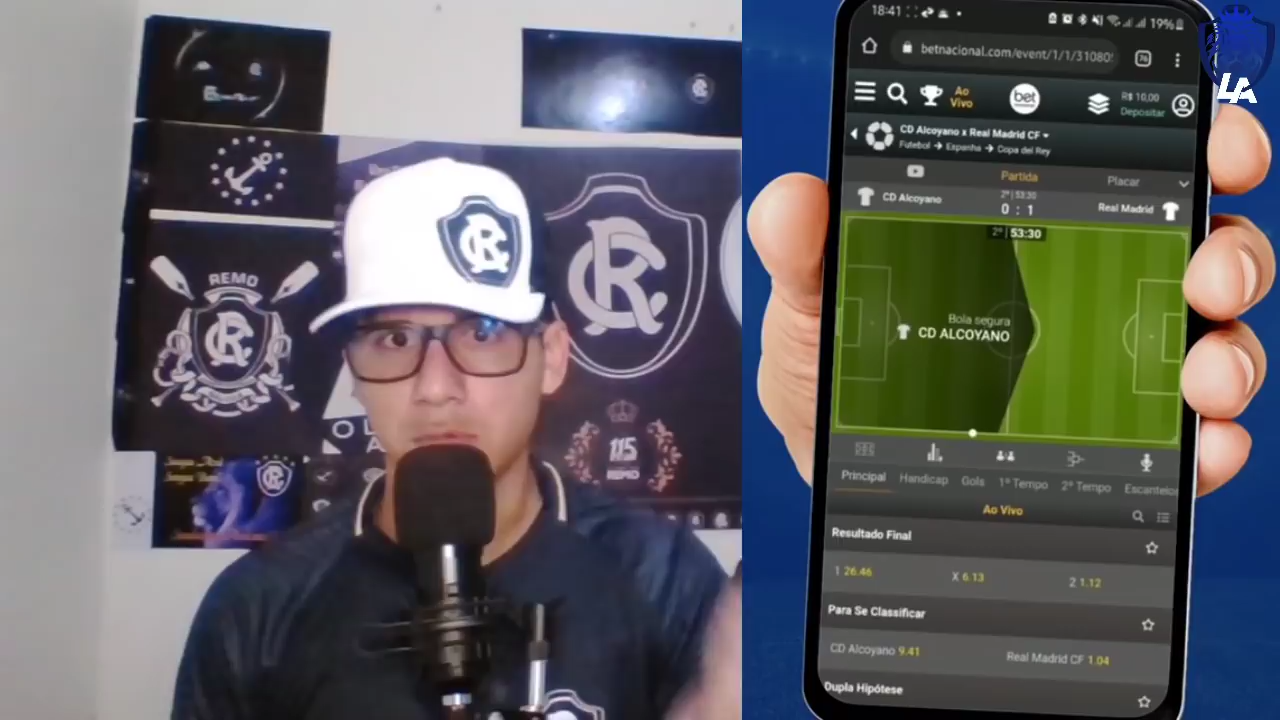 REMO
115
REMO
18:41
19%
betnacional.com/event/1/1/31080
76
Ao Vivo
bet
R$ 10,00
Depositar
CD Alcoyano x Real Madrid CF
Futebol → Espanha → Copa del Rey
Partida
Placar
CD Alcoyano
2º | 53:30
0 : 1
Real Madrid
2º | 53:30
Bola segura
CD ALCOYANO
Principal
Handicap
Gols
1º Tempo
2º Tempo
Escanteios
Ao Vivo
Resultado Final
1 26.46
X 6.13
2 1.12
Para Se Classificar
CD Alcoyano 9.41
Real Madrid CF 1.04
Dupla Hipótese
LA